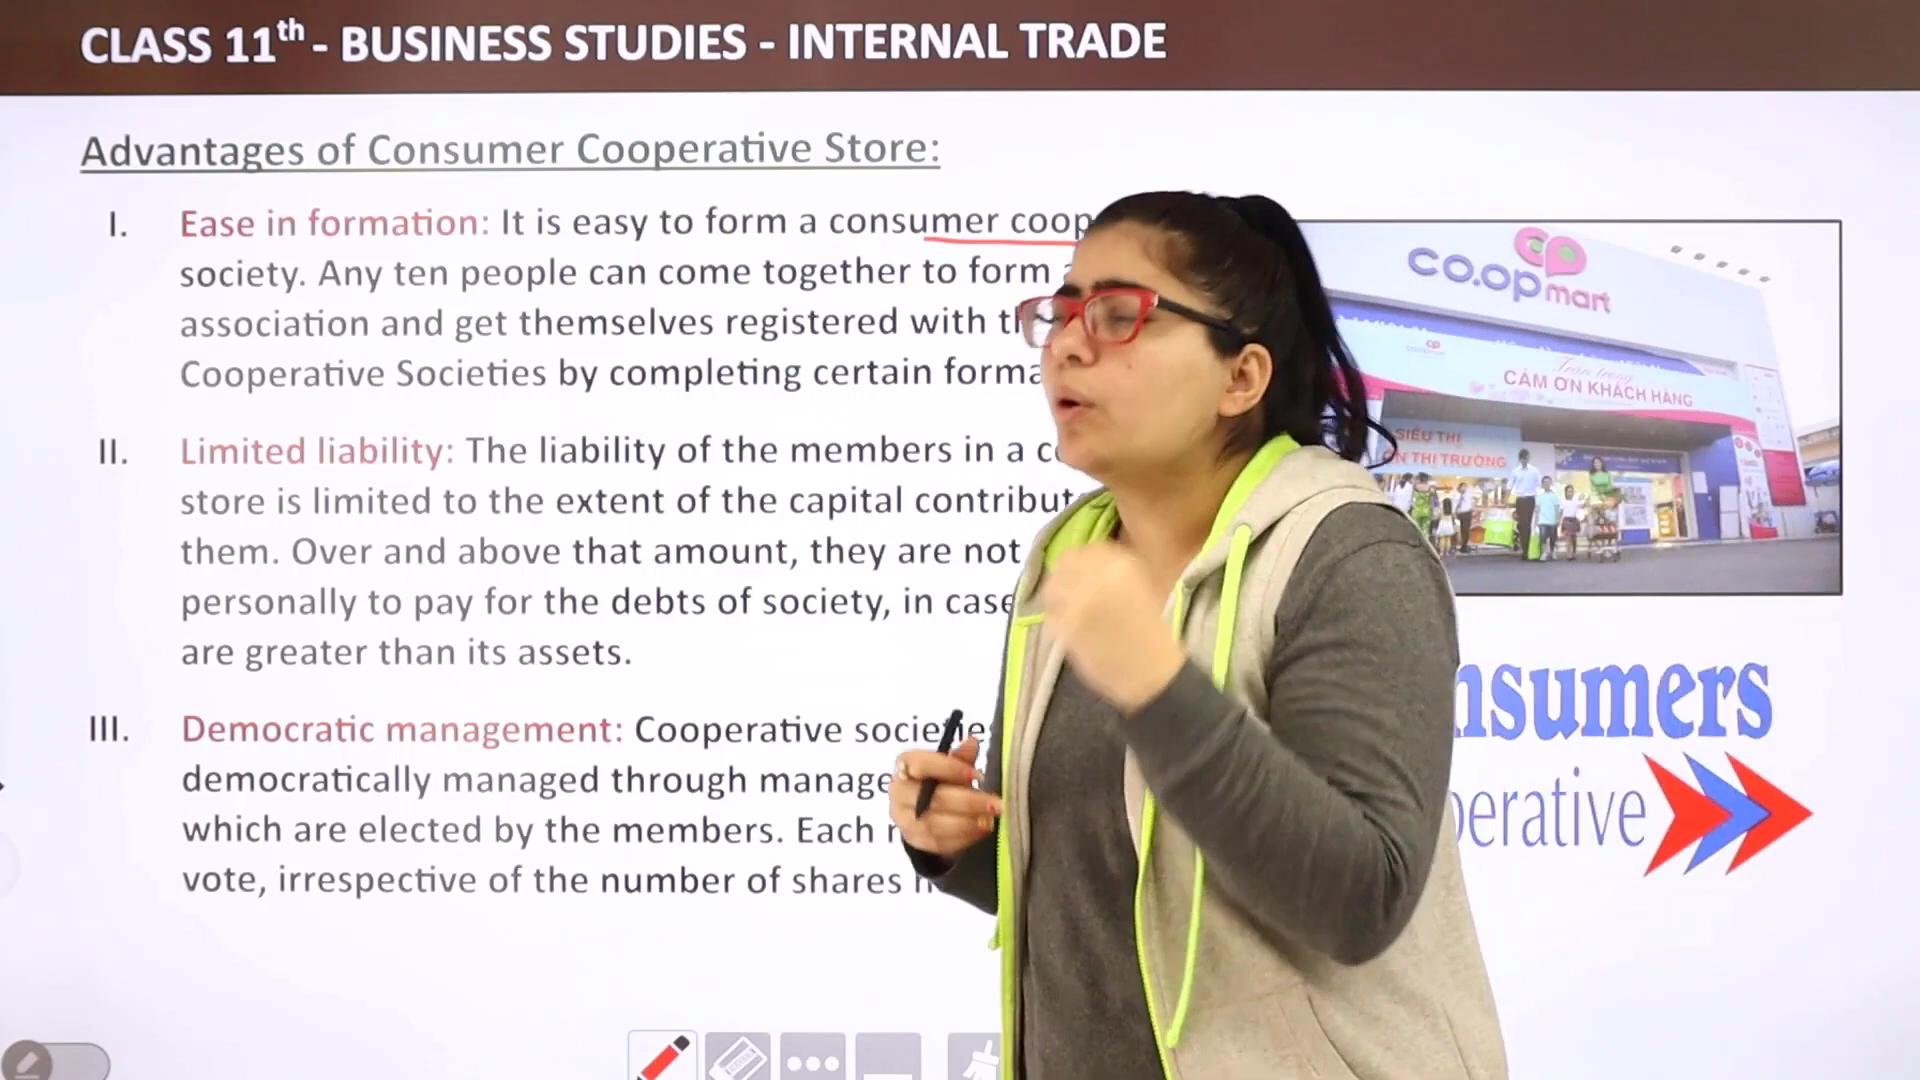 CLASS 11th - BUSINESS STUDIES - INTERNAL TRADE
Advantages of Consumer Cooperative Store:
I. Ease in formation: It is easy to form a consumer coop
society. Any ten people can come together to form
association and get themselves registered with
Cooperative Societies by completing certain
II. Limited liability: The liability of the members in a
store is limited to the extent of the capital
them. Over and above that amount, they are not
personally to pay for the debts of society, in case
are greater than its assets.
III. Democratic management: Cooperative
democratically managed through
which are elected by the members. Each
vote, irrespective of the number of shares
co.op mart
CÁM ƠN KHÁCH HÀNG
SIÊU THỊ
THỊ TRƯỜNG
nsumers
perative